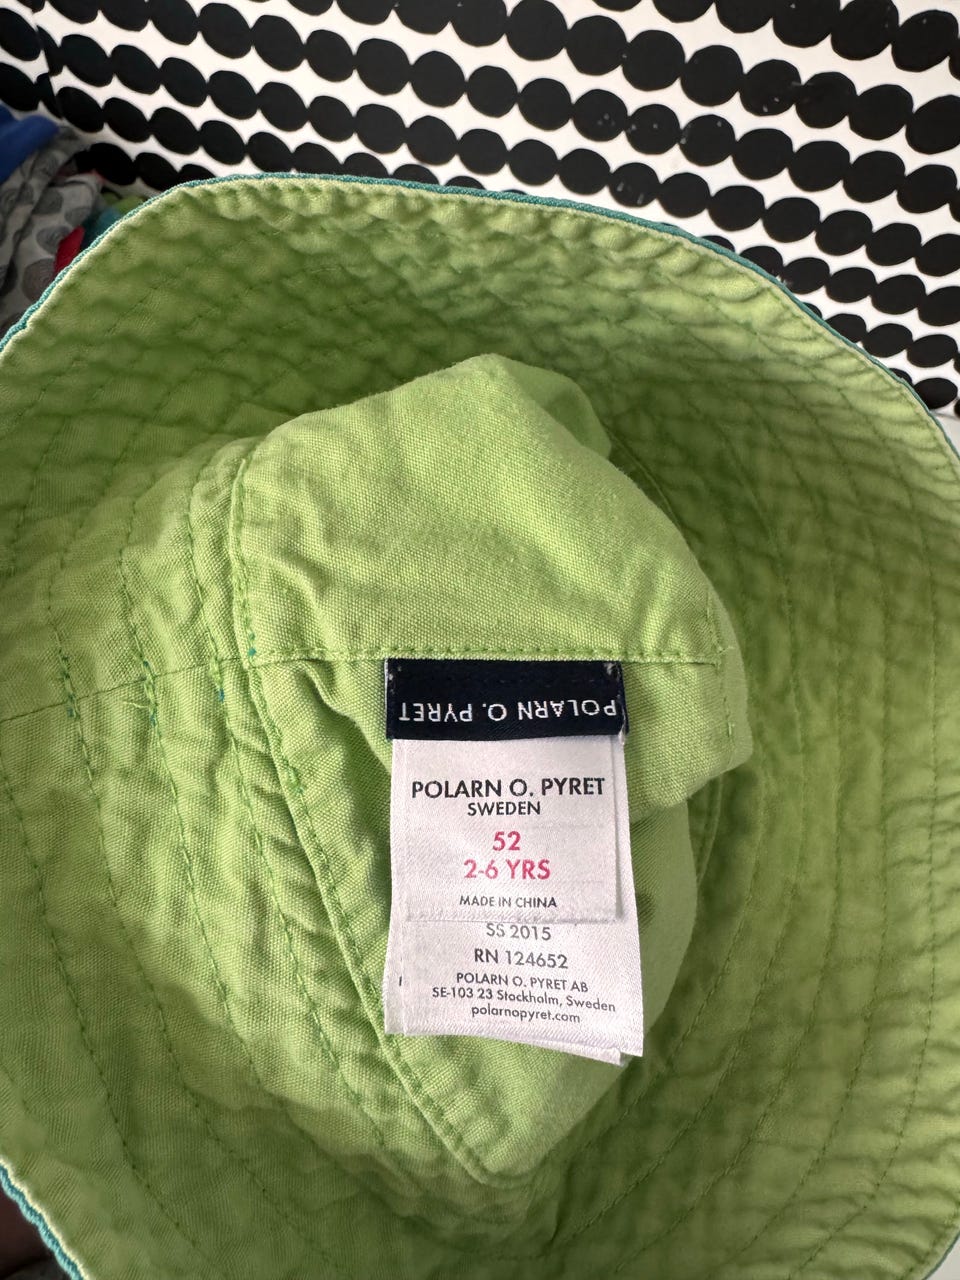 POLARN O. PYRET
POLARN O. PYRET
SWEDEN
52
2-6 YRS
MADE IN CHINA
SS 2015
RN 124652
POLARN O. PYRET AB
SE-103 23 Stockholm, Sweden
polarnopyret.com